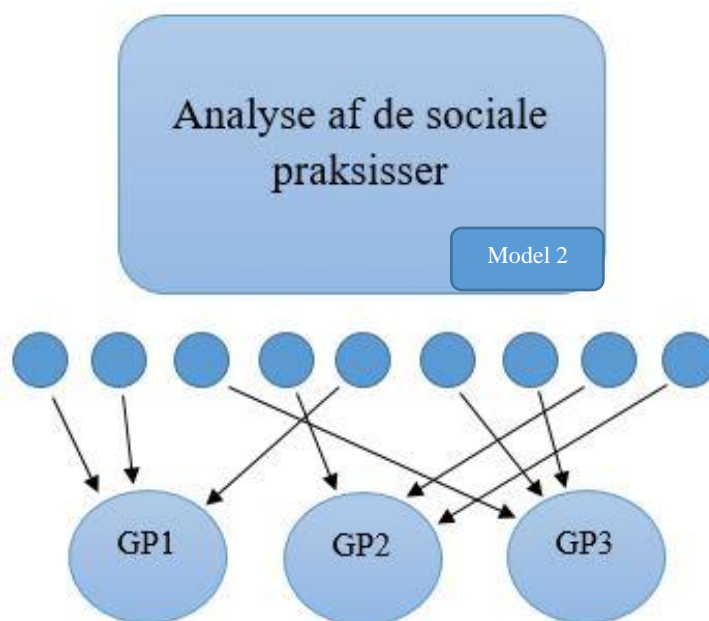 Analyse af de sociale
praksisser
Model 2
GP1
GP2
GP3